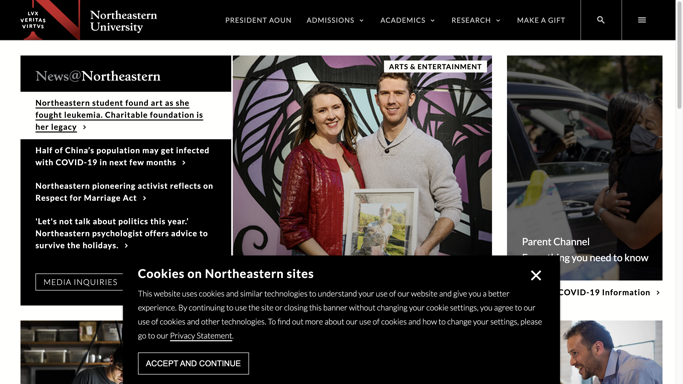 LVX
VERITAS
VIRTVS
Northeastern
University
PRESIDENT AOUN
ADMISSIONS
ACADEMICS
RESEARCH
MAKE A GIFT
News@Northeastern
Northeastern student found art as she
fought leukemia. Charitable foundation is
her legacy
Half of China's population may get infected
with COVID-19 in next few months
Northeastern pioneering activist reflects on
Respect for Marriage Act
'Let's not talk about politics this year.'
Northeastern psychologist offers advice to
survive the holidays.
MEDIA INQUIRIES
ARTS & ENTERTAINMENT
Parent Channel
you need to know
COVID-19 Information
Cookies on Northeastern sites
This website uses cookies and similar technologies to understand your use of our website and give you a better
experience. By continuing to use the site or closing this banner without changing your cookie settings, you agree to
our use of cookies and other technologies. To find out more about our use of cookies and how to change your settings, please
go to our Privacy Statement.
ACCEPT AND CONTINUE